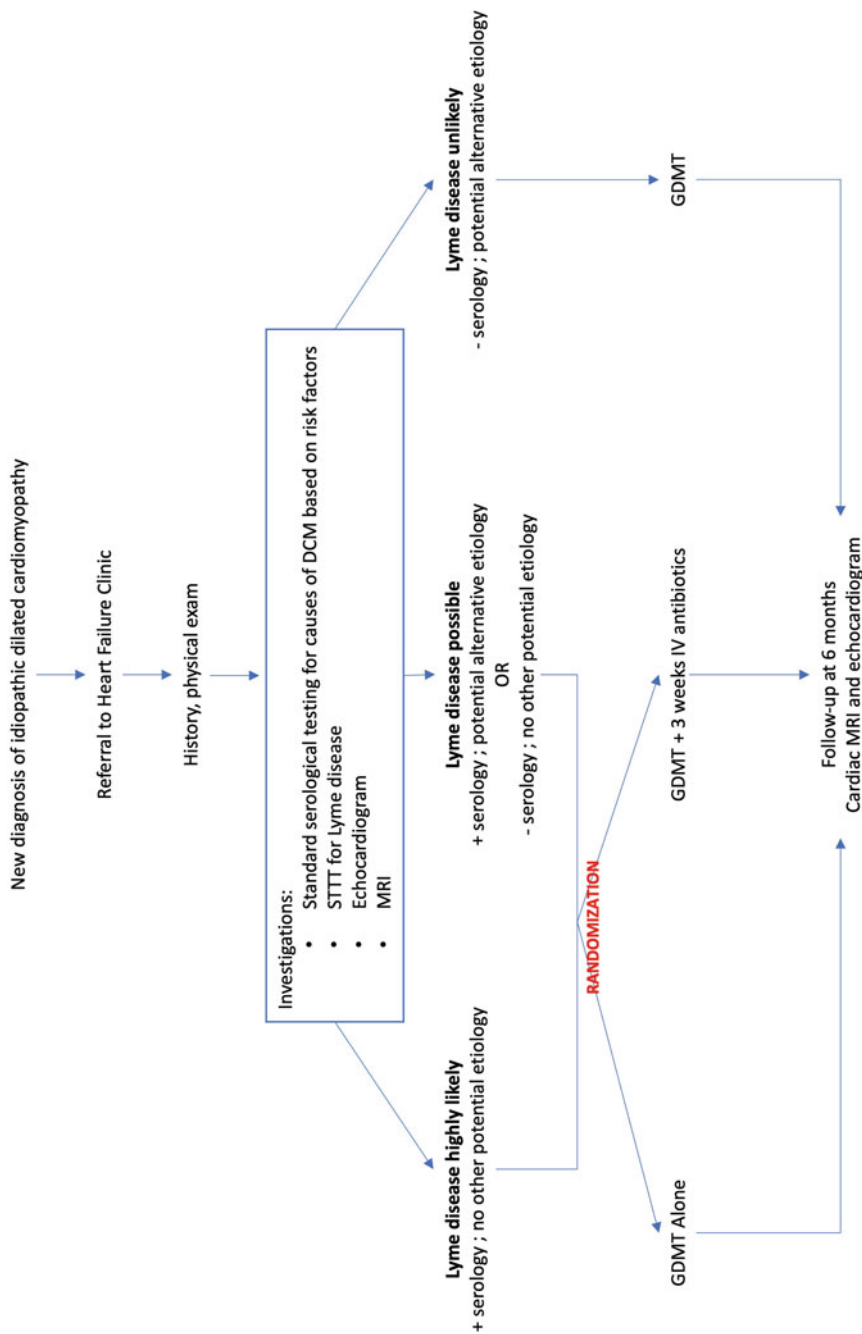 New diagnosis of idiopathic dilated cardiomyopathy
Referral to Heart Failure Clinic
History, physical exam
Investigations:
• Standard serological testing for causes of DCM based on risk factors
• STTT for Lyme disease
• Echocardiogram
• MRI
Lyme disease highly likely
+ serology ; no other potential etiology
Lyme disease possible
+ serology ; potential alternative etiology
OR
- serology ; no other potential etiology
Lyme disease unlikely
- serology ; potential alternative etiology
RANDOMIZATION
GDMT Alone
GDMT + 3 weeks IV antibiotics
GDMT
Follow-up at 6 months
Cardiac MRI and echocardiogram